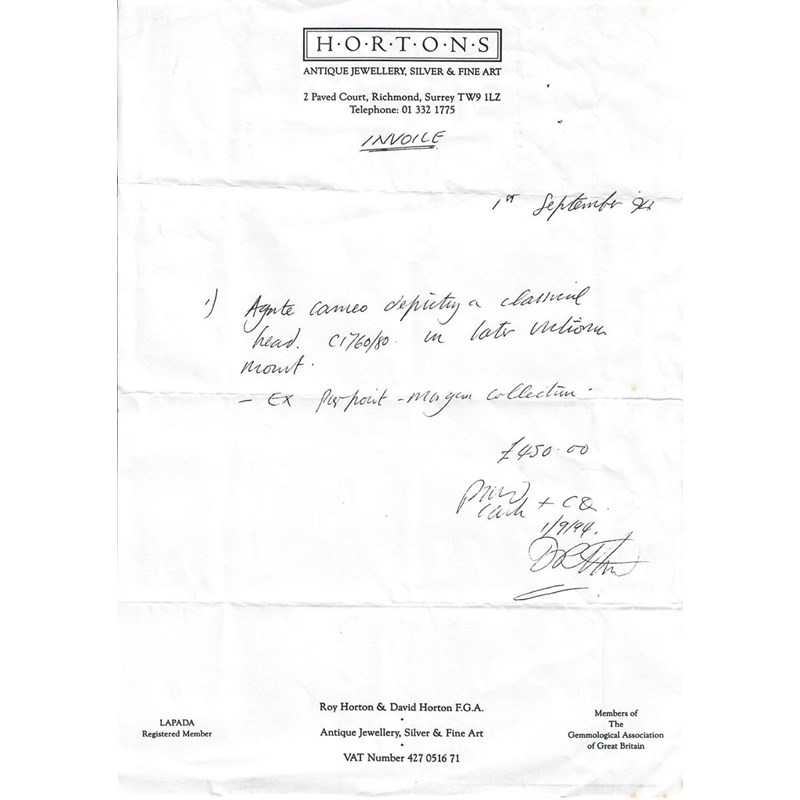 H·O·R·T·O·N·S
ANTIQUE JEWELLERY, SILVER & FINE ART
2 Paved Court, Richmond, Surrey TW9 1LZ
Telephone: 01 332 1775
INVOICE
1st September 94
1) Agate cameo depicting a classical
head. C1760/80. in later
mount.
- EX Pierpoint-Morgan collection.
£450.00
cash + CQ.
1/9/94.
Roy Horton & David Horton F.G.A.
·
Antique Jewellery, Silver & Fine Art
·
VAT Number 427 0516 71
LAPADA
Registered Member
Members of
The
Gemmological Association
of Great Britain